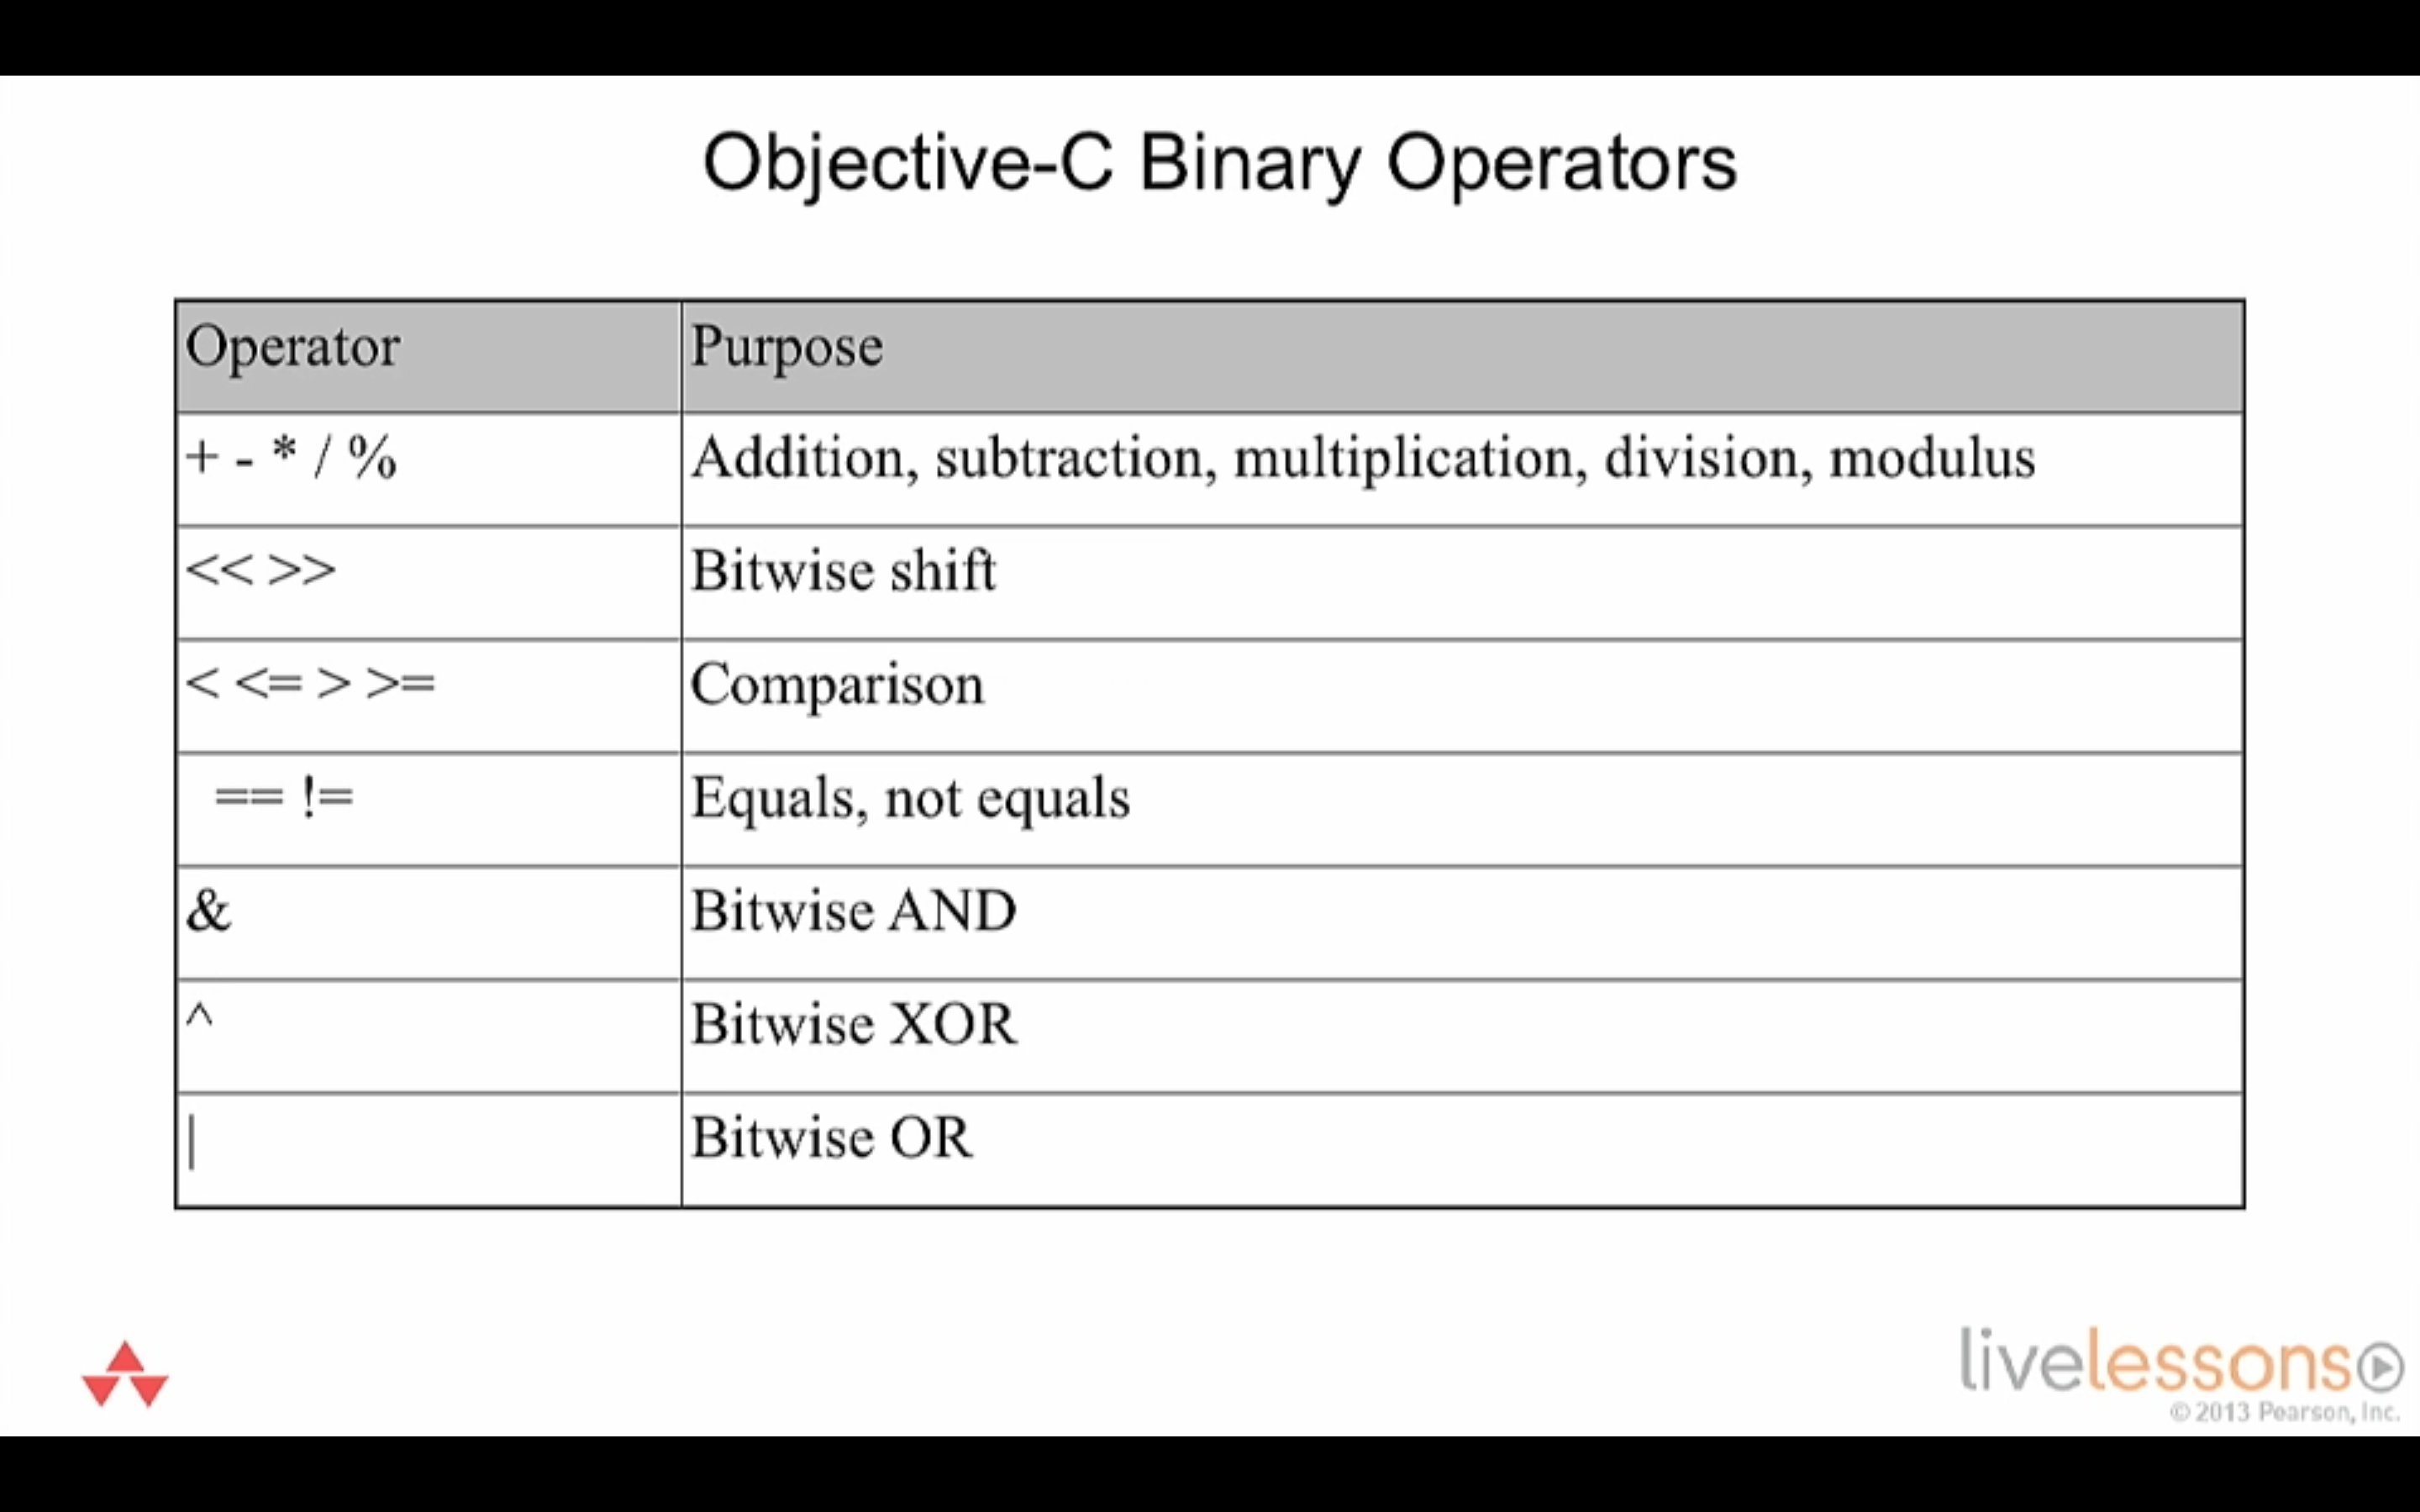 Objective-C Binary Operators
Operator Purpose
+ - * / % Addition, subtraction, multiplication, division, modulus
<< >> Bitwise shift
< <= > >= Comparison
== != Equals, not equals
& Bitwise AND
^ Bitwise XOR
| Bitwise OR
livelessons
© 2013 Pearson, Inc.